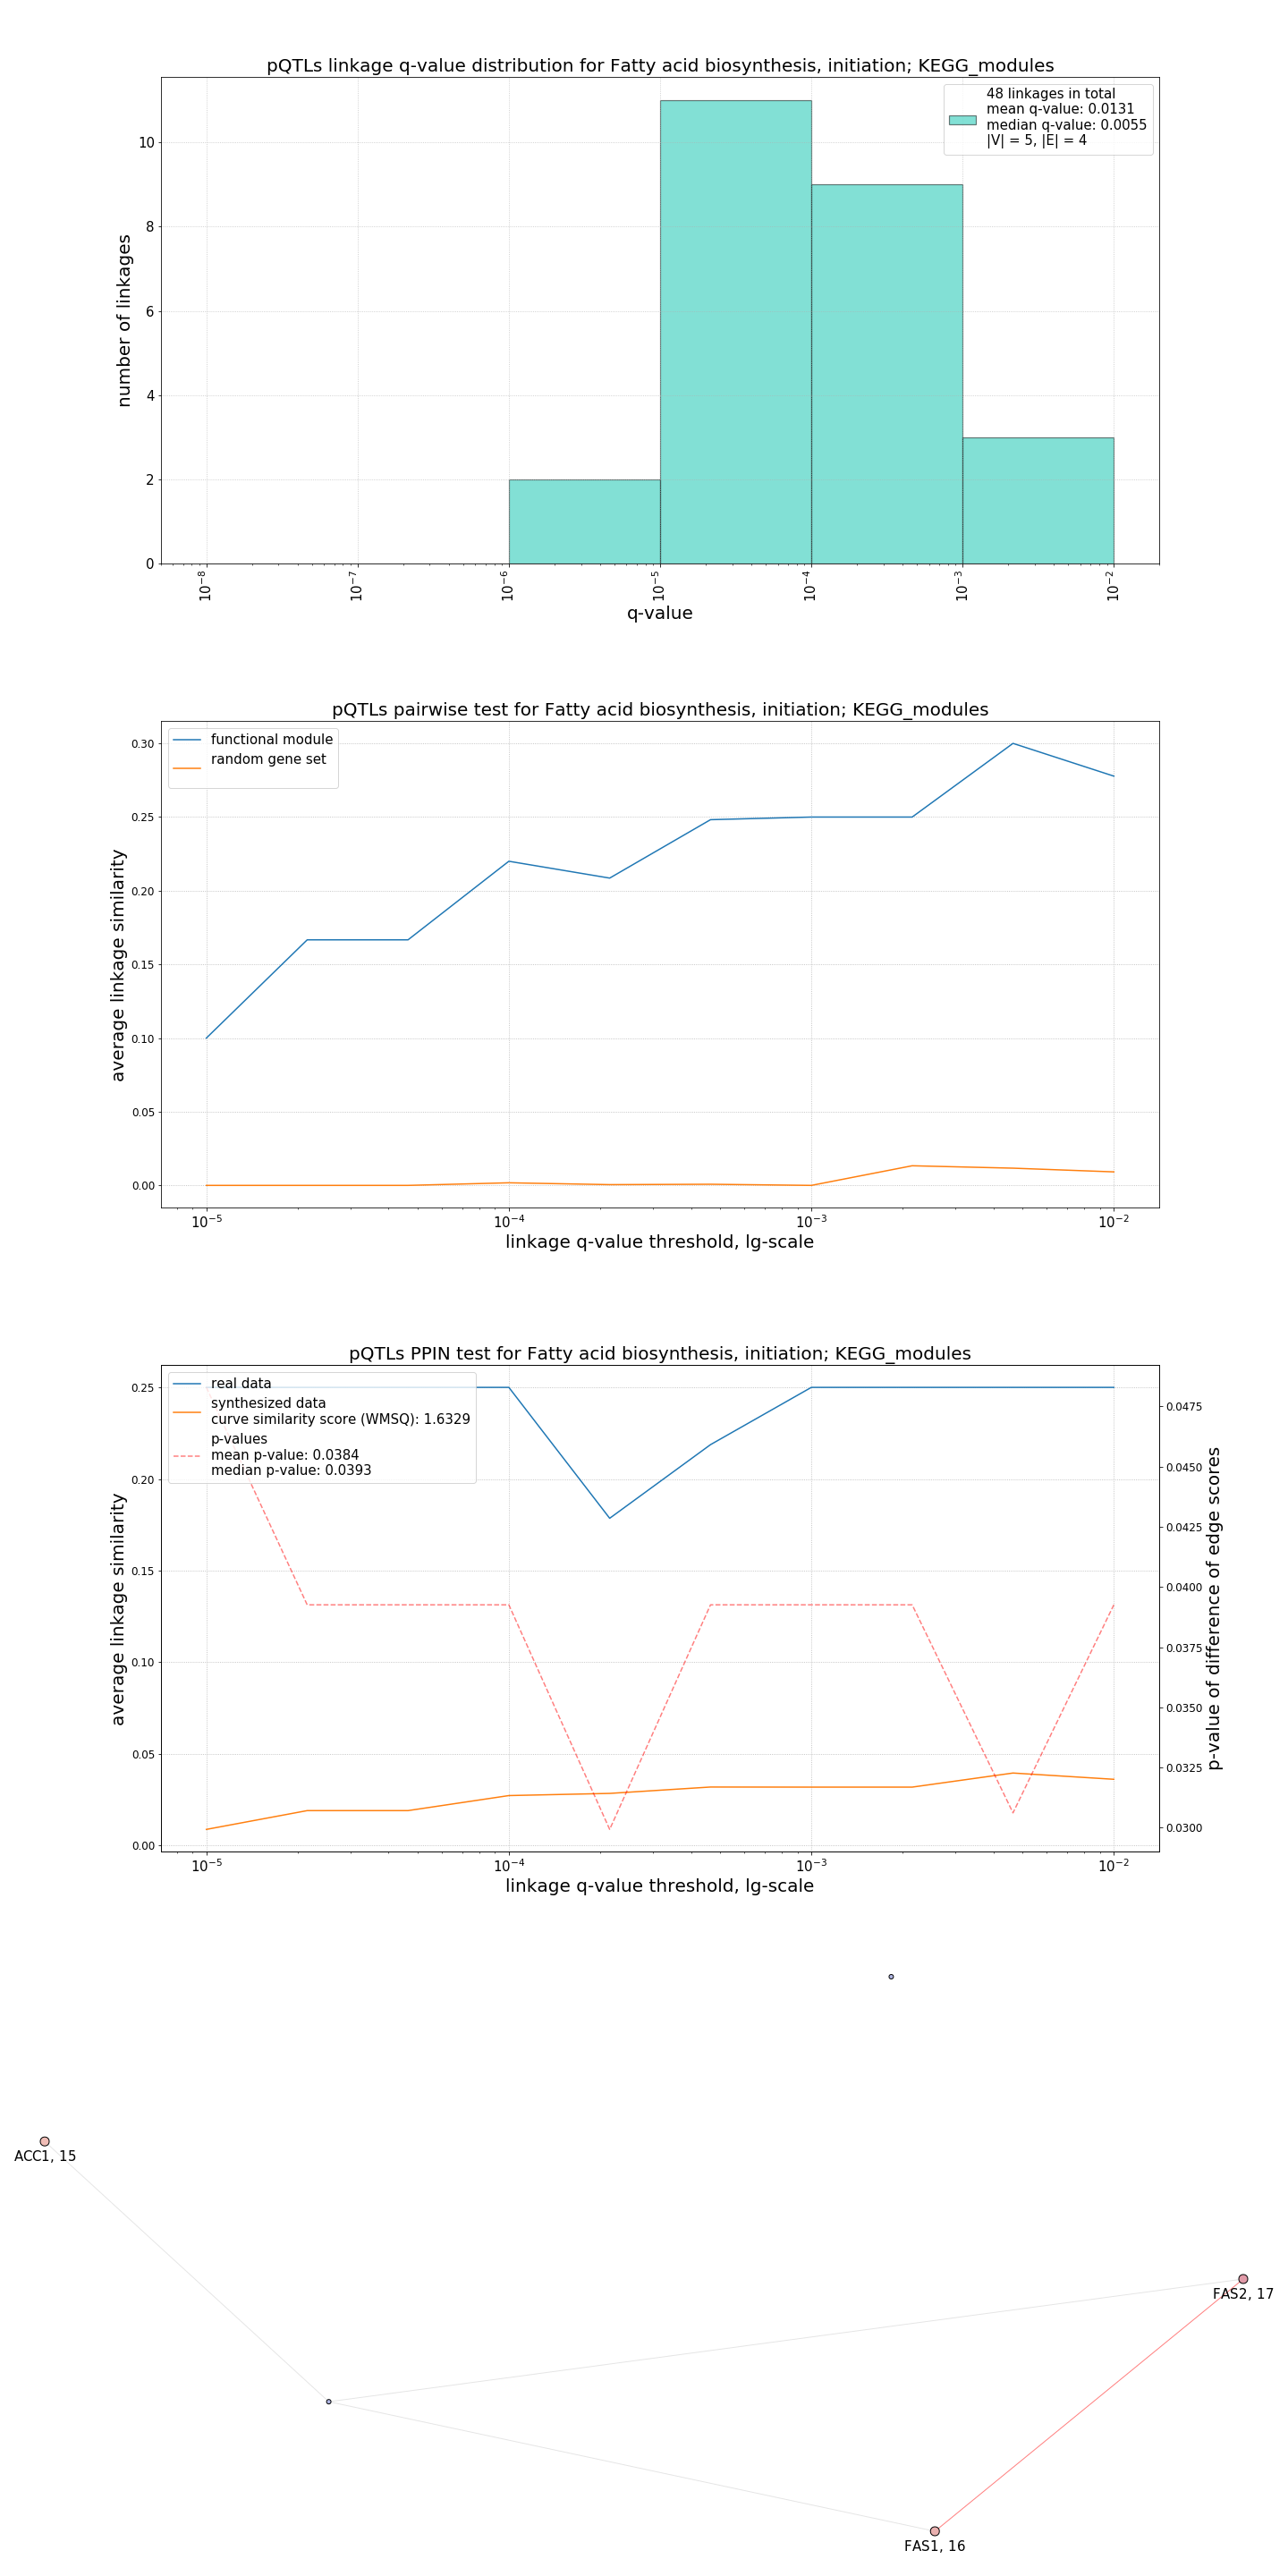 pQTLs linkage q-value distribution for Fatty acid biosynthesis, initiation; KEGG_modules
48 linkages in total
mean q-value: 0.0131
median q-value: 0.0055
|V| = 5, |E| = 4
number of linkages
10
8
6
4
2
0
10⁻⁸
10⁻⁷
10⁻⁶
10⁻⁵
10⁻⁴
10⁻³
10⁻²
q-value
pQTLs pairwise test for Fatty acid biosynthesis, initiation; KEGG_modules
functional module
random gene set
average linkage similarity
0.30
0.25
0.20
0.15
0.10
0.05
0.00
10⁻⁵
10⁻⁴
10⁻³
10⁻²
linkage q-value threshold, lg-scale
pQTLs PPIN test for Fatty acid biosynthesis, initiation; KEGG_modules
real data
synthesized data
curve similarity score (WMSQ): 1.6329
p-values
mean p-value: 0.0384
median p-value: 0.0393
average linkage similarity
0.25
0.20
0.15
0.10
0.05
0.00
0.0475
0.0450
0.0425
0.0400
0.0375
0.0350
0.0325
0.0300
p-value of difference of edge scores
10⁻⁵
10⁻⁴
10⁻³
10⁻²
linkage q-value threshold, lg-scale
ACC1, 15
FAS2, 17
FAS1, 16